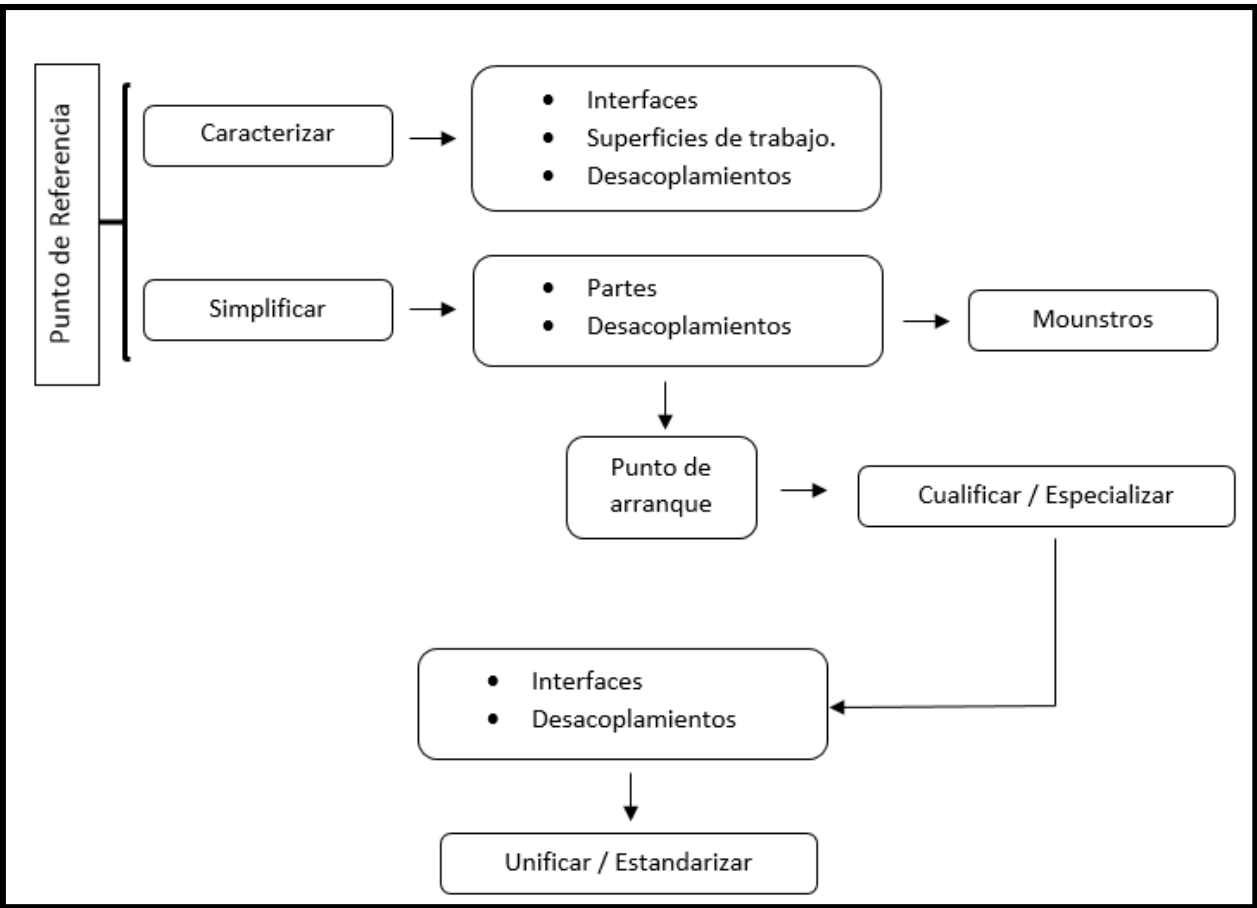 Punto de Referencia
Caracterizar
• Interfaces
• Superficies de trabajo.
• Desacoplamientos
Simplificar
• Partes
• Desacoplamientos
Mounstros
Punto de
arranque
Cualificar / Especializar
• Interfaces
• Desacoplamientos
Unificar / Estandarizar